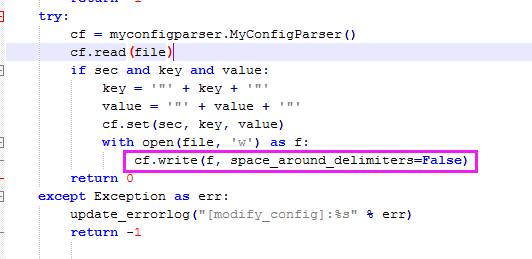 return -1
try:
cf = myconfigparser.MyConfigParser()
cf.read(file)
if sec and key and value:
key = '"' + key + '"'
value = '"' + value + '"'
cf.set(sec, key, value)
with open(file, 'w') as f:
cf.write(f, space_around_delimiters=False)
return 0
except Exception as err:
update_errorlog("[modify_config]:%s" % err)
return -1